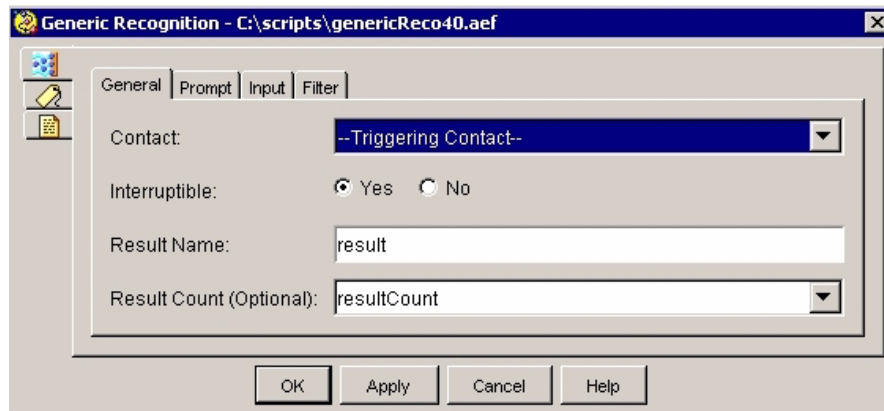 Generic Recognition - C:\scripts\genericReco40.aef
General Prompt Input Filter
Contact: --Triggering Contact--
Interruptible: Yes No
Result Name: result
Result Count (Optional): resultCount
OK Apply Cancel Help